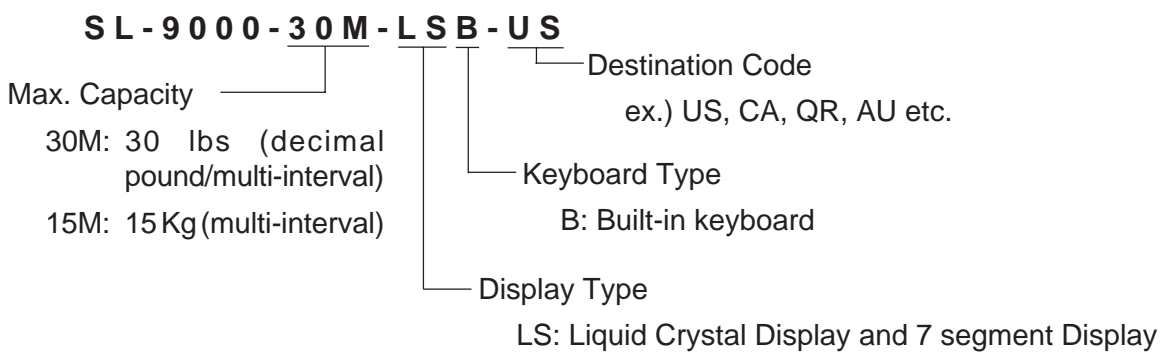 SL-9000-30M-LSB-US
Destination Code
Max. Capacity
ex.) US, CA, QR, AU etc.
30M: 30 lbs (decimal
pound/multi-interval)
Keyboard Type
15M: 15 Kg (multi-interval)
B: Built-in keyboard
Display Type
LS: Liquid Crystal Display and 7 segment Display